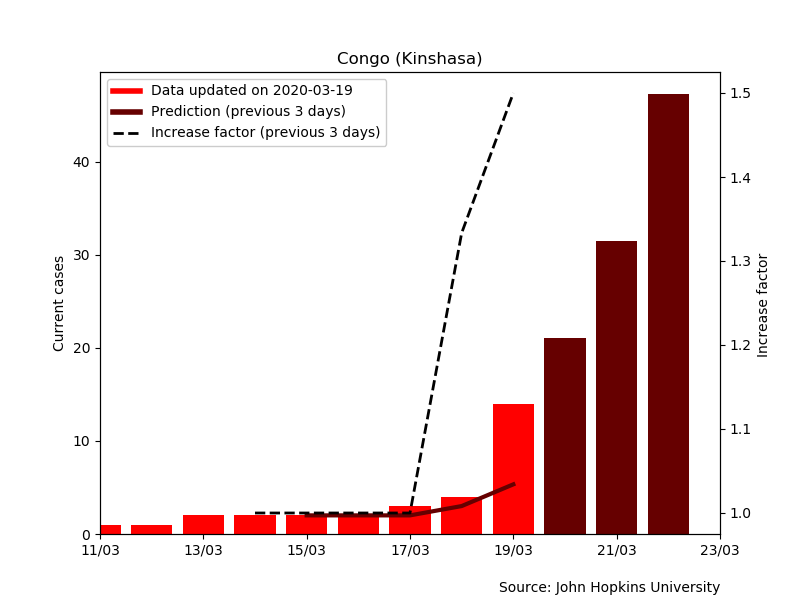 Congo (Kinshasa)
Data updated on 2020-03-19
Prediction (previous 3 days)
Increase factor (previous 3 days)
Current cases
40
30
20
10
0
1.5
1.4
1.3
1.2
1.1
1.0
Increase factor
11/03 13/03 15/03 17/03 19/03 21/03 23/03
Source: John Hopkins University